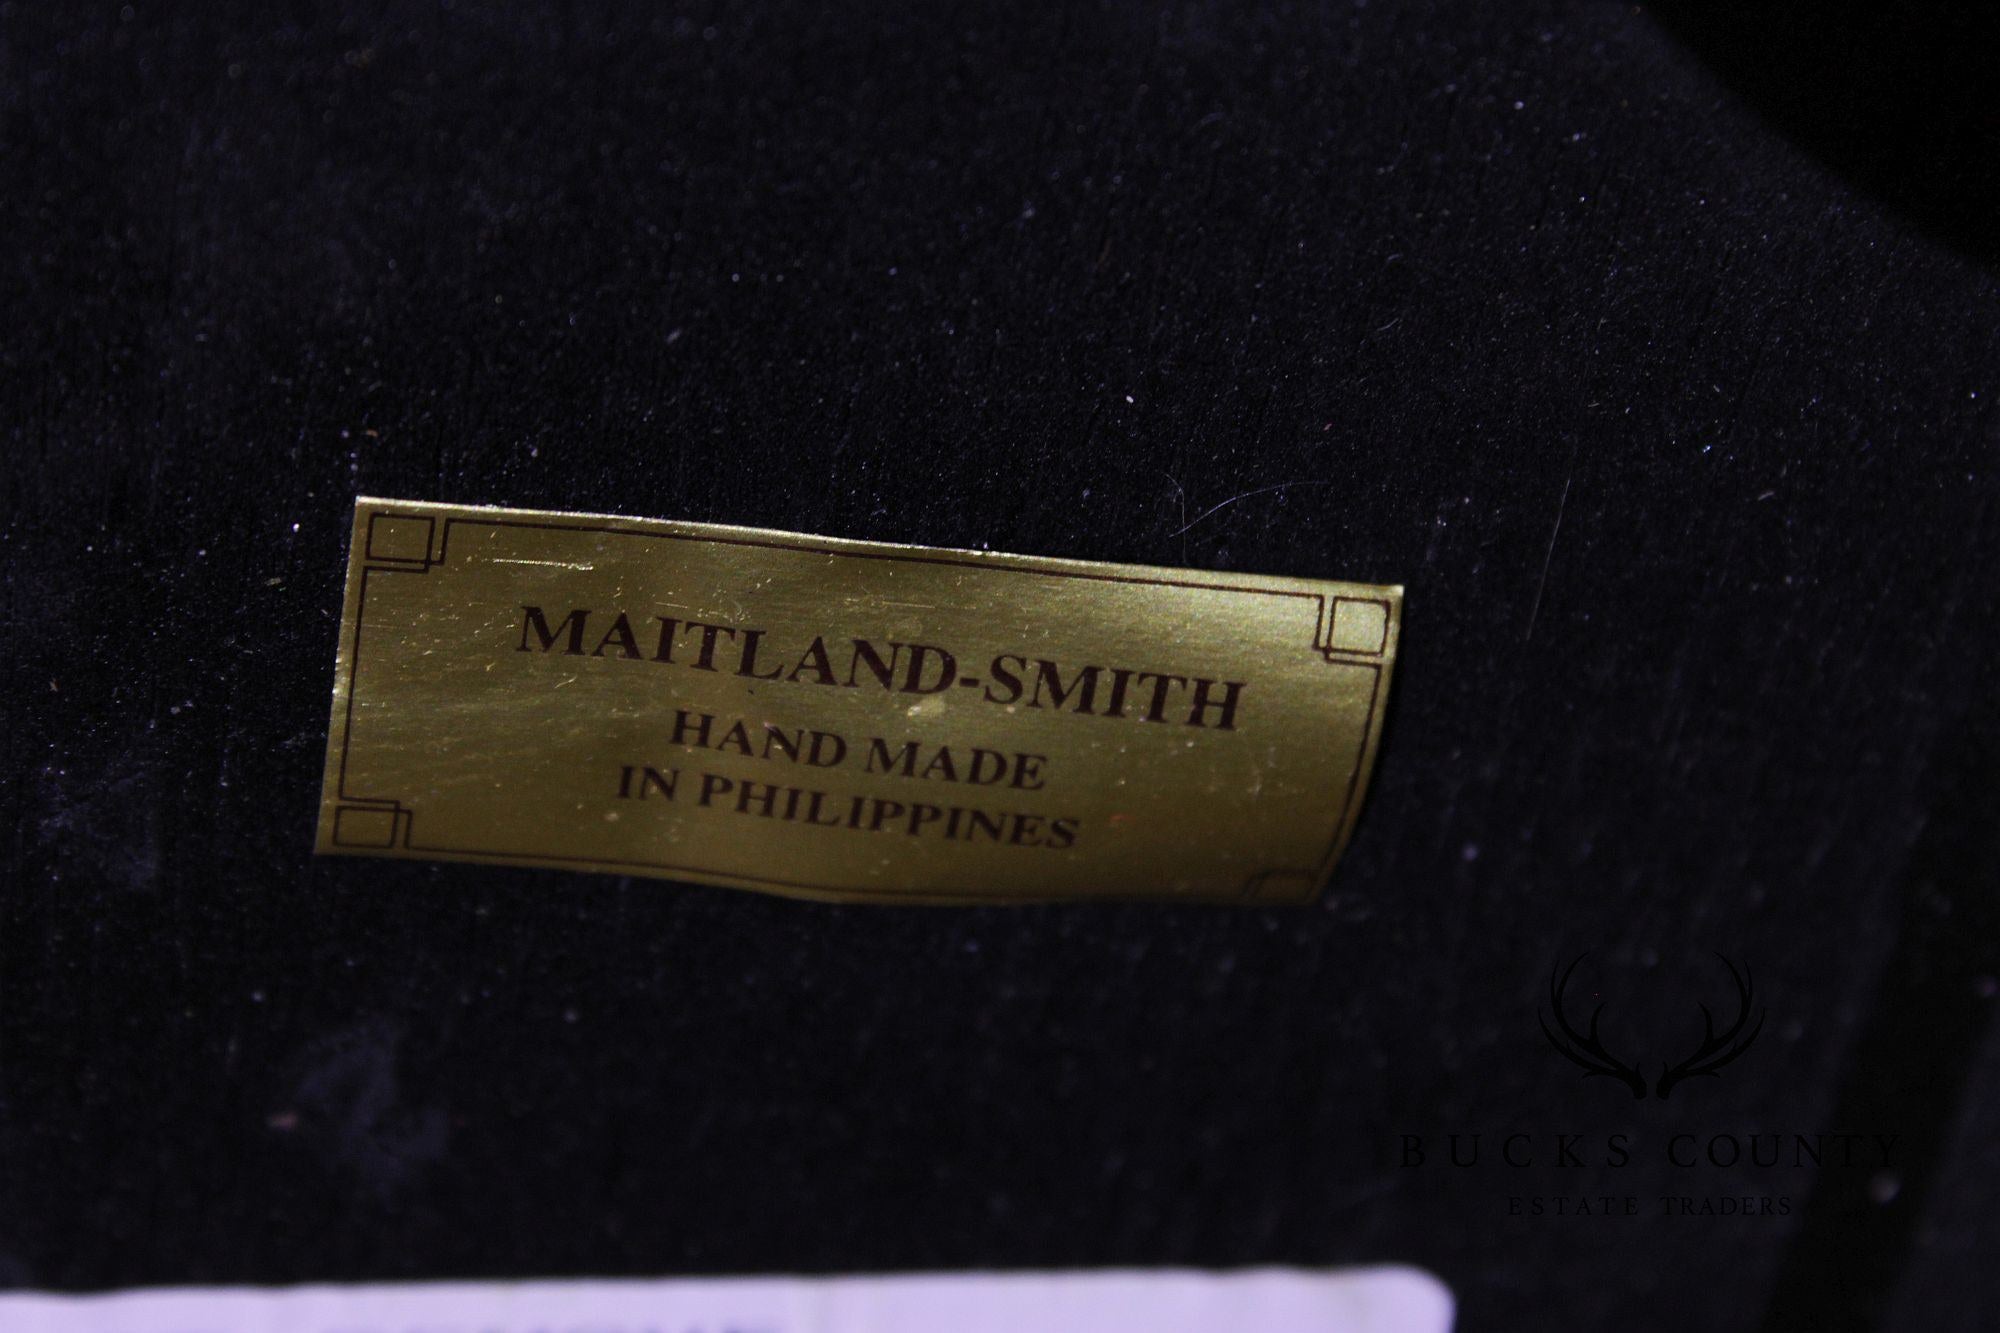 MAITLAND-SMITH
HAND MADE
IN PHILIPPINES
BUCKS COUNTY
ESTATE TRADERS